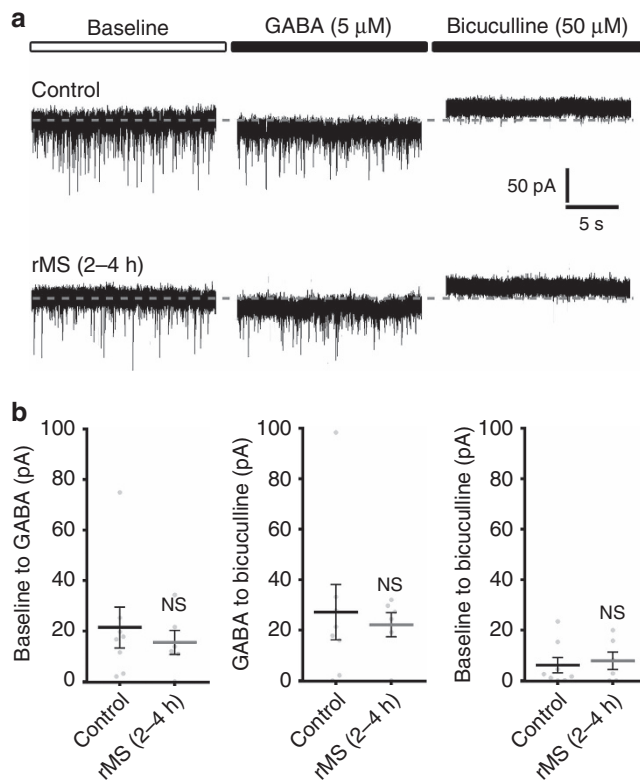 a
Baseline GABA (5 μM) Bicuculline (50 μM)
Control
50 pA
5 s
rMS (2–4 h)
b
Baseline to GABA (pA)
100
80
60
40
20
0
NS
Control
rMS (2–4 h)
GABA to bicuculline (pA)
100
80
60
40
20
0
NS
Control
rMS (2–4 h)
Baseline to bicuculline (pA)
100
80
60
40
20
0
NS
Control
rMS (2–4 h)